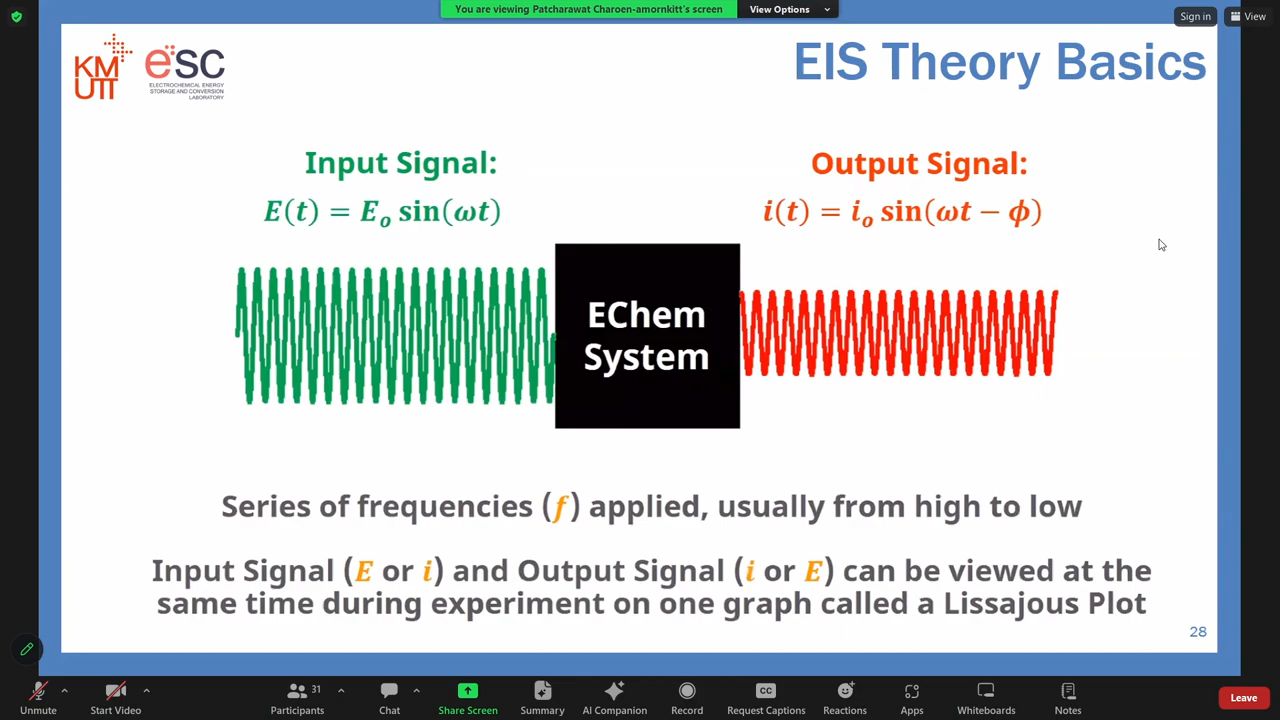 You are viewing Patcharawat Charoen-amornkitt's screen
View Options
Sign in
View
KM
UTT
eSC
ELECTROCHEMICAL ENERGY
STORAGE AND CONVERSION
LABORATORY
EIS Theory Basics
Input Signal:
E(t) = Eₒ sin(ωt)
Output Signal:
i(t) = iₒ sin(ωt − ϕ)
EChem
System
Series of frequencies (f) applied, usually from high to low
Input Signal (E or i) and Output Signal (i or E) can be viewed at the
same time during experiment on one graph called a Lissajous Plot
28
Unmute
Start Video
31
Participants
Chat
Share Screen
Summary
AI Companion
Record
CC
Request Captions
Reactions
Apps
Whiteboards
Notes
Leave